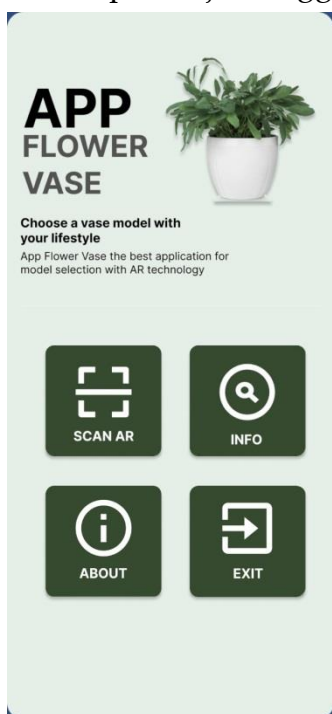 APP
FLOWER
VASE
Choose a vase model with
your lifestyle
App Flower Vase the best application for
model selection with AR technology
SCAN AR
INFO
ABOUT
EXIT